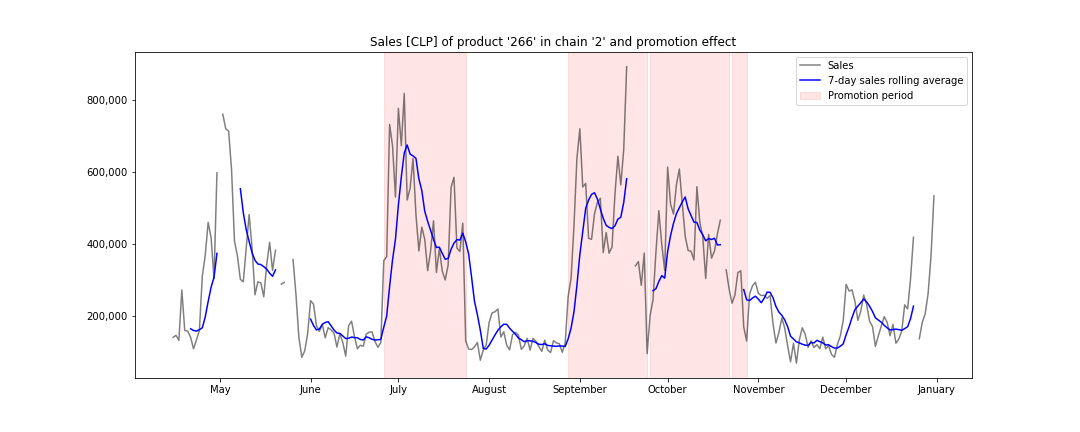 Sales [CLP] of product '266' in chain '2' and promotion effect
Sales
7-day sales rolling average
Promotion period
800,000
600,000
400,000
200,000
May June July August September October November December January